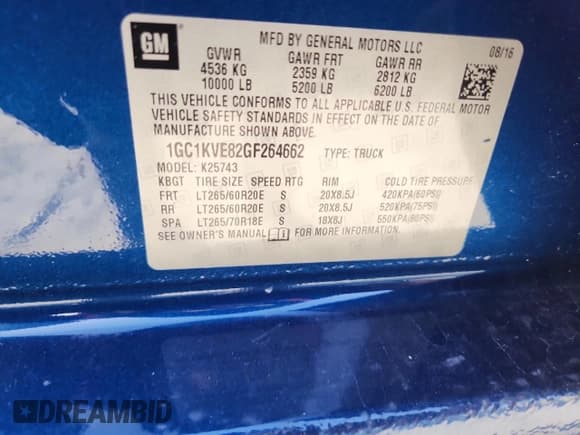 GM
MFD BY GENERAL MOTORS LLC 08/16
GVWR GAWR FRT GAWR RR
4536 KG 2359 KG 2812 KG
10000 LB 5200 LB 6200 LB
THIS VEHICLE CONFORMS TO ALL APPLICABLE U.S. FEDERAL MOTOR
VEHICLE SAFETY STANDARDS IN EFFECT ON THE DATE OF
MANUFACTURE SHOWN ABOVE.
1GC1KVE82GF264662 TYPE: TRUCK
MODEL: K25743
KBGT TIRE SIZE SPEED RTG RIM COLD TIRE PRESSURE
FRT LT265/60R20E S 20X8.5J 420KPA(60PSI)
RR LT265/60R20E S 20X8.5J 520KPA(75PSI)
SPA LT265/70R18E S 18X8J 550KPA(80PSI)
SEE OWNER'S MANUAL FOR MORE INFORMATION.
DREAMBID